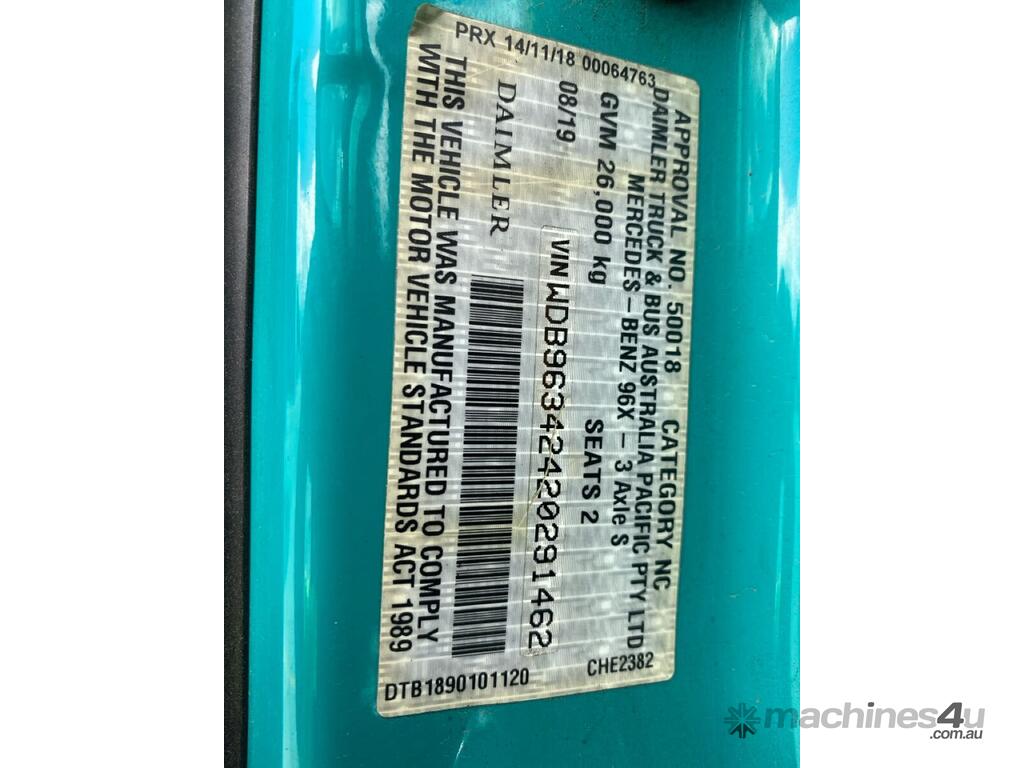 PRX 14/11/18 00064763
APPROVAL NO. 50018 CATEGORY NC
DAIMLER TRUCK & BUS AUSTRALIA PACIFIC PTY LTD
MERCEDES-BENZ 96X - 3 Axle S
GVM 26,000 kg SEATS 2
08/19
VIN WDB96342420291462
DAIMLER
THIS VEHICLE WAS MANUFACTURED TO COMPLY
WITH THE MOTOR VEHICLE STANDARDS ACT 1989
DTB1890101120
CHE2382
machines4u
.com.au